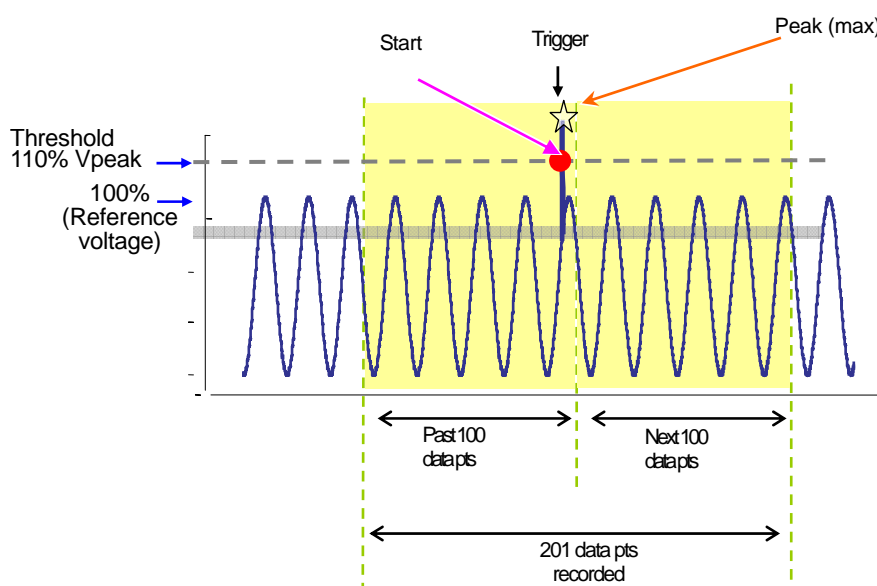 Peak (max)
Start
Trigger
Threshold
110% Vpeak
100%
(Reference
voltage)
Past 100
data pts
Next 100
data pts
201 data pts
recorded